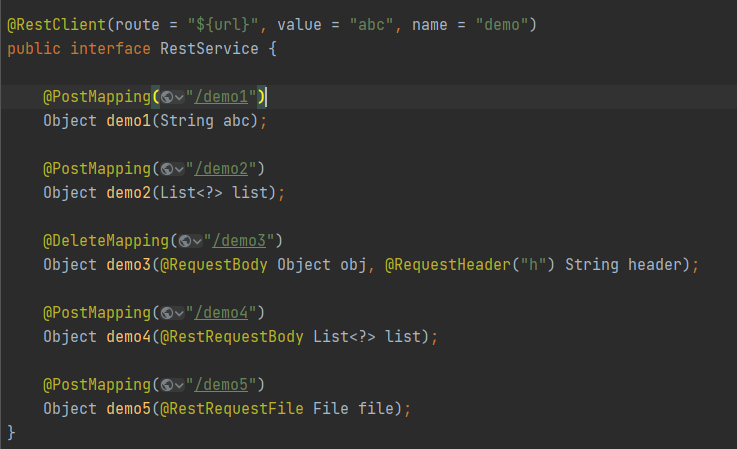 @RestClient(route = "${url}", value = "abc", name = "demo")
public interface RestService {
@PostMapping("/demo1")
Object demo1(String abc);
@PostMapping("/demo2")
Object demo2(List<?> list);
@DeleteMapping("/demo3")
Object demo3(@RequestBody Object obj, @RequestHeader("h") String header);
@PostMapping("/demo4")
Object demo4(@RestRequestBody List<?> list);
@PostMapping("/demo5")
Object demo5(@RestRequestFile File file);
}